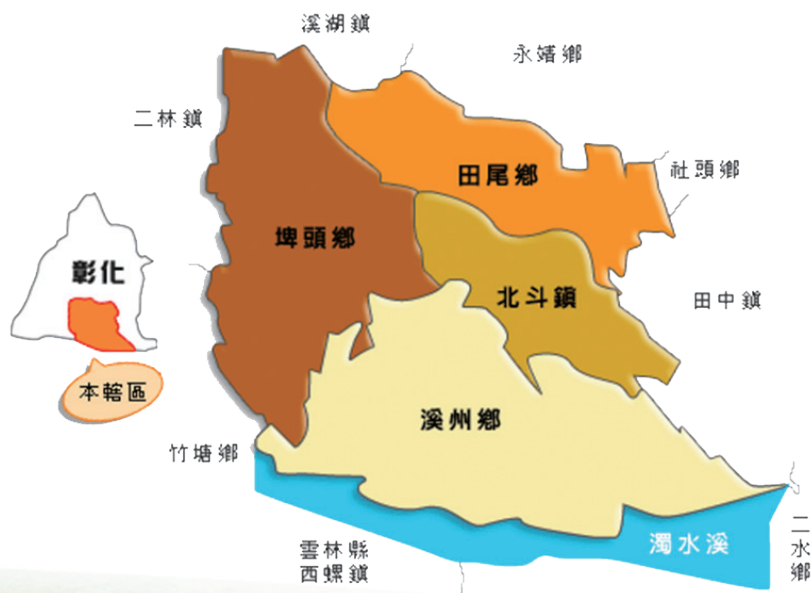 溪湖鎮
永靖鄉
二林鎮
田尾鄉
社頭鄉
埤頭鄉
彰化
北斗鎮
田中鎮
本轄區
溪州鄉
竹塘鄉
濁水溪
二水鄉
雲林縣
西螺鎮